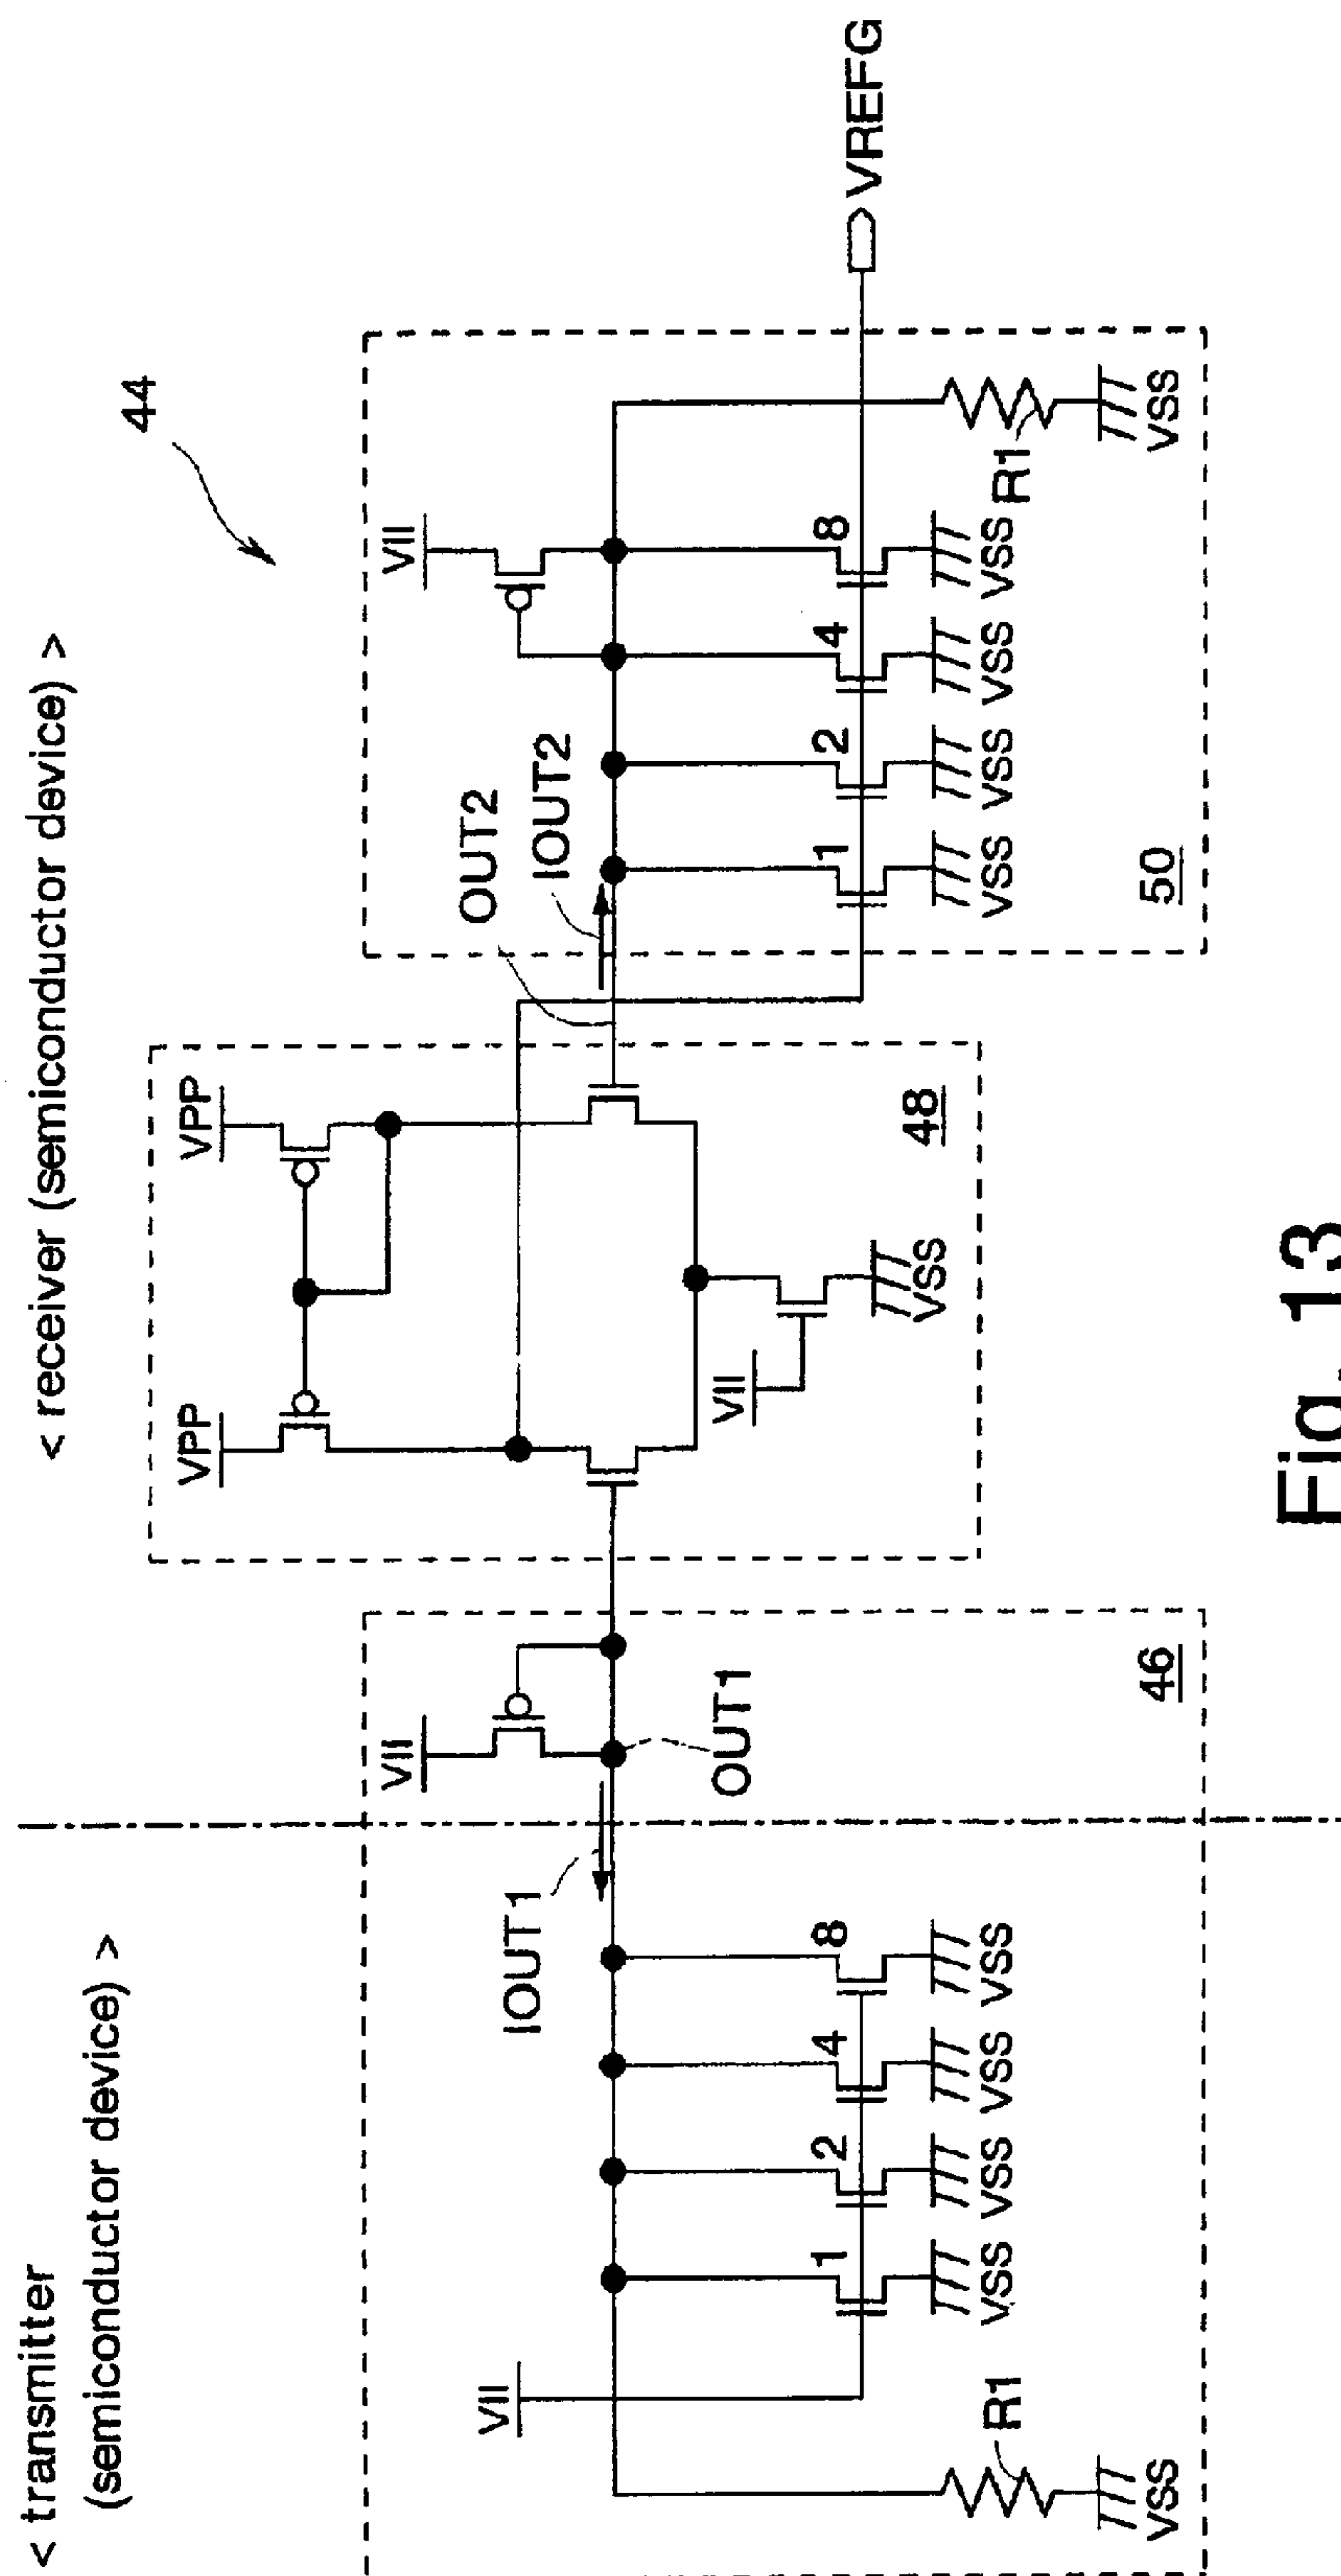 < transmitter
(semiconductor device) >
< receiver (semiconductor device) >
44
VPP
VPP
VII
VII
VII
IOUT1
OUT2
IOUT2
VREFG
OUT1
VII
1
2
4
8
1
2
4
8
VSS
VSS
VSS
VSS
VSS
VSS
VSS
VSS
VSS
R1
R1
VSS
VSS
46
48
50
Fig. 13